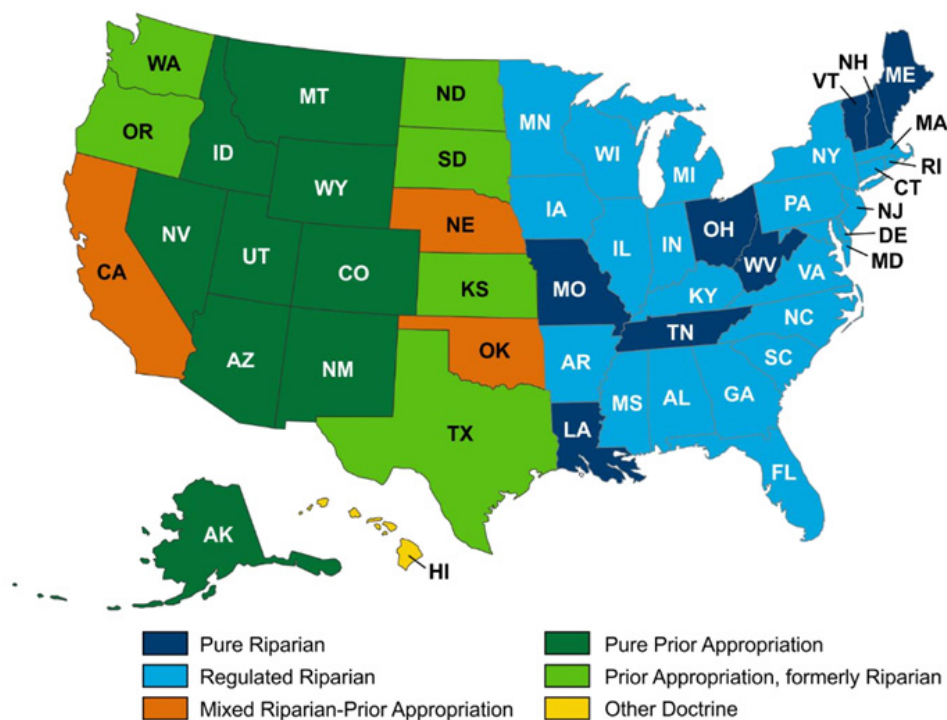 WA
MT
ND
MN
VT
NH
ME
OR
ID
SD
WI
MI
NY
MA
RI
WY
CT
NV
NE
IA
PA
NJ
CA
UT
CO
IL
IN
OH
DE
WV
MD
KS
MO
KY
VA
AZ
NM
OK
TN
NC
AR
SC
TX
MS
AL
GA
LA
FL
AK
HI
Pure Riparian
Regulated Riparian
Mixed Riparian-Prior Appropriation
Pure Prior Appropriation
Prior Appropriation, formerly Riparian
Other Doctrine